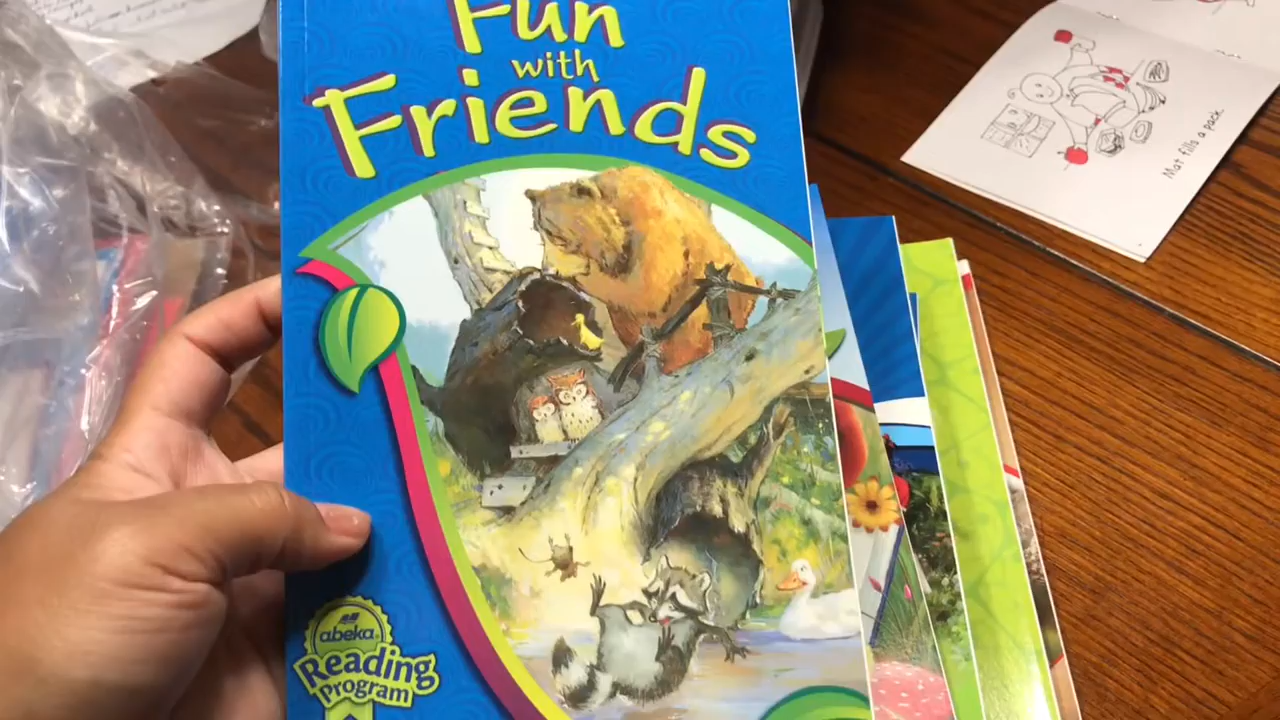 Fun
with
Friends
abeka
Reading
Program
Mat fills a pack.